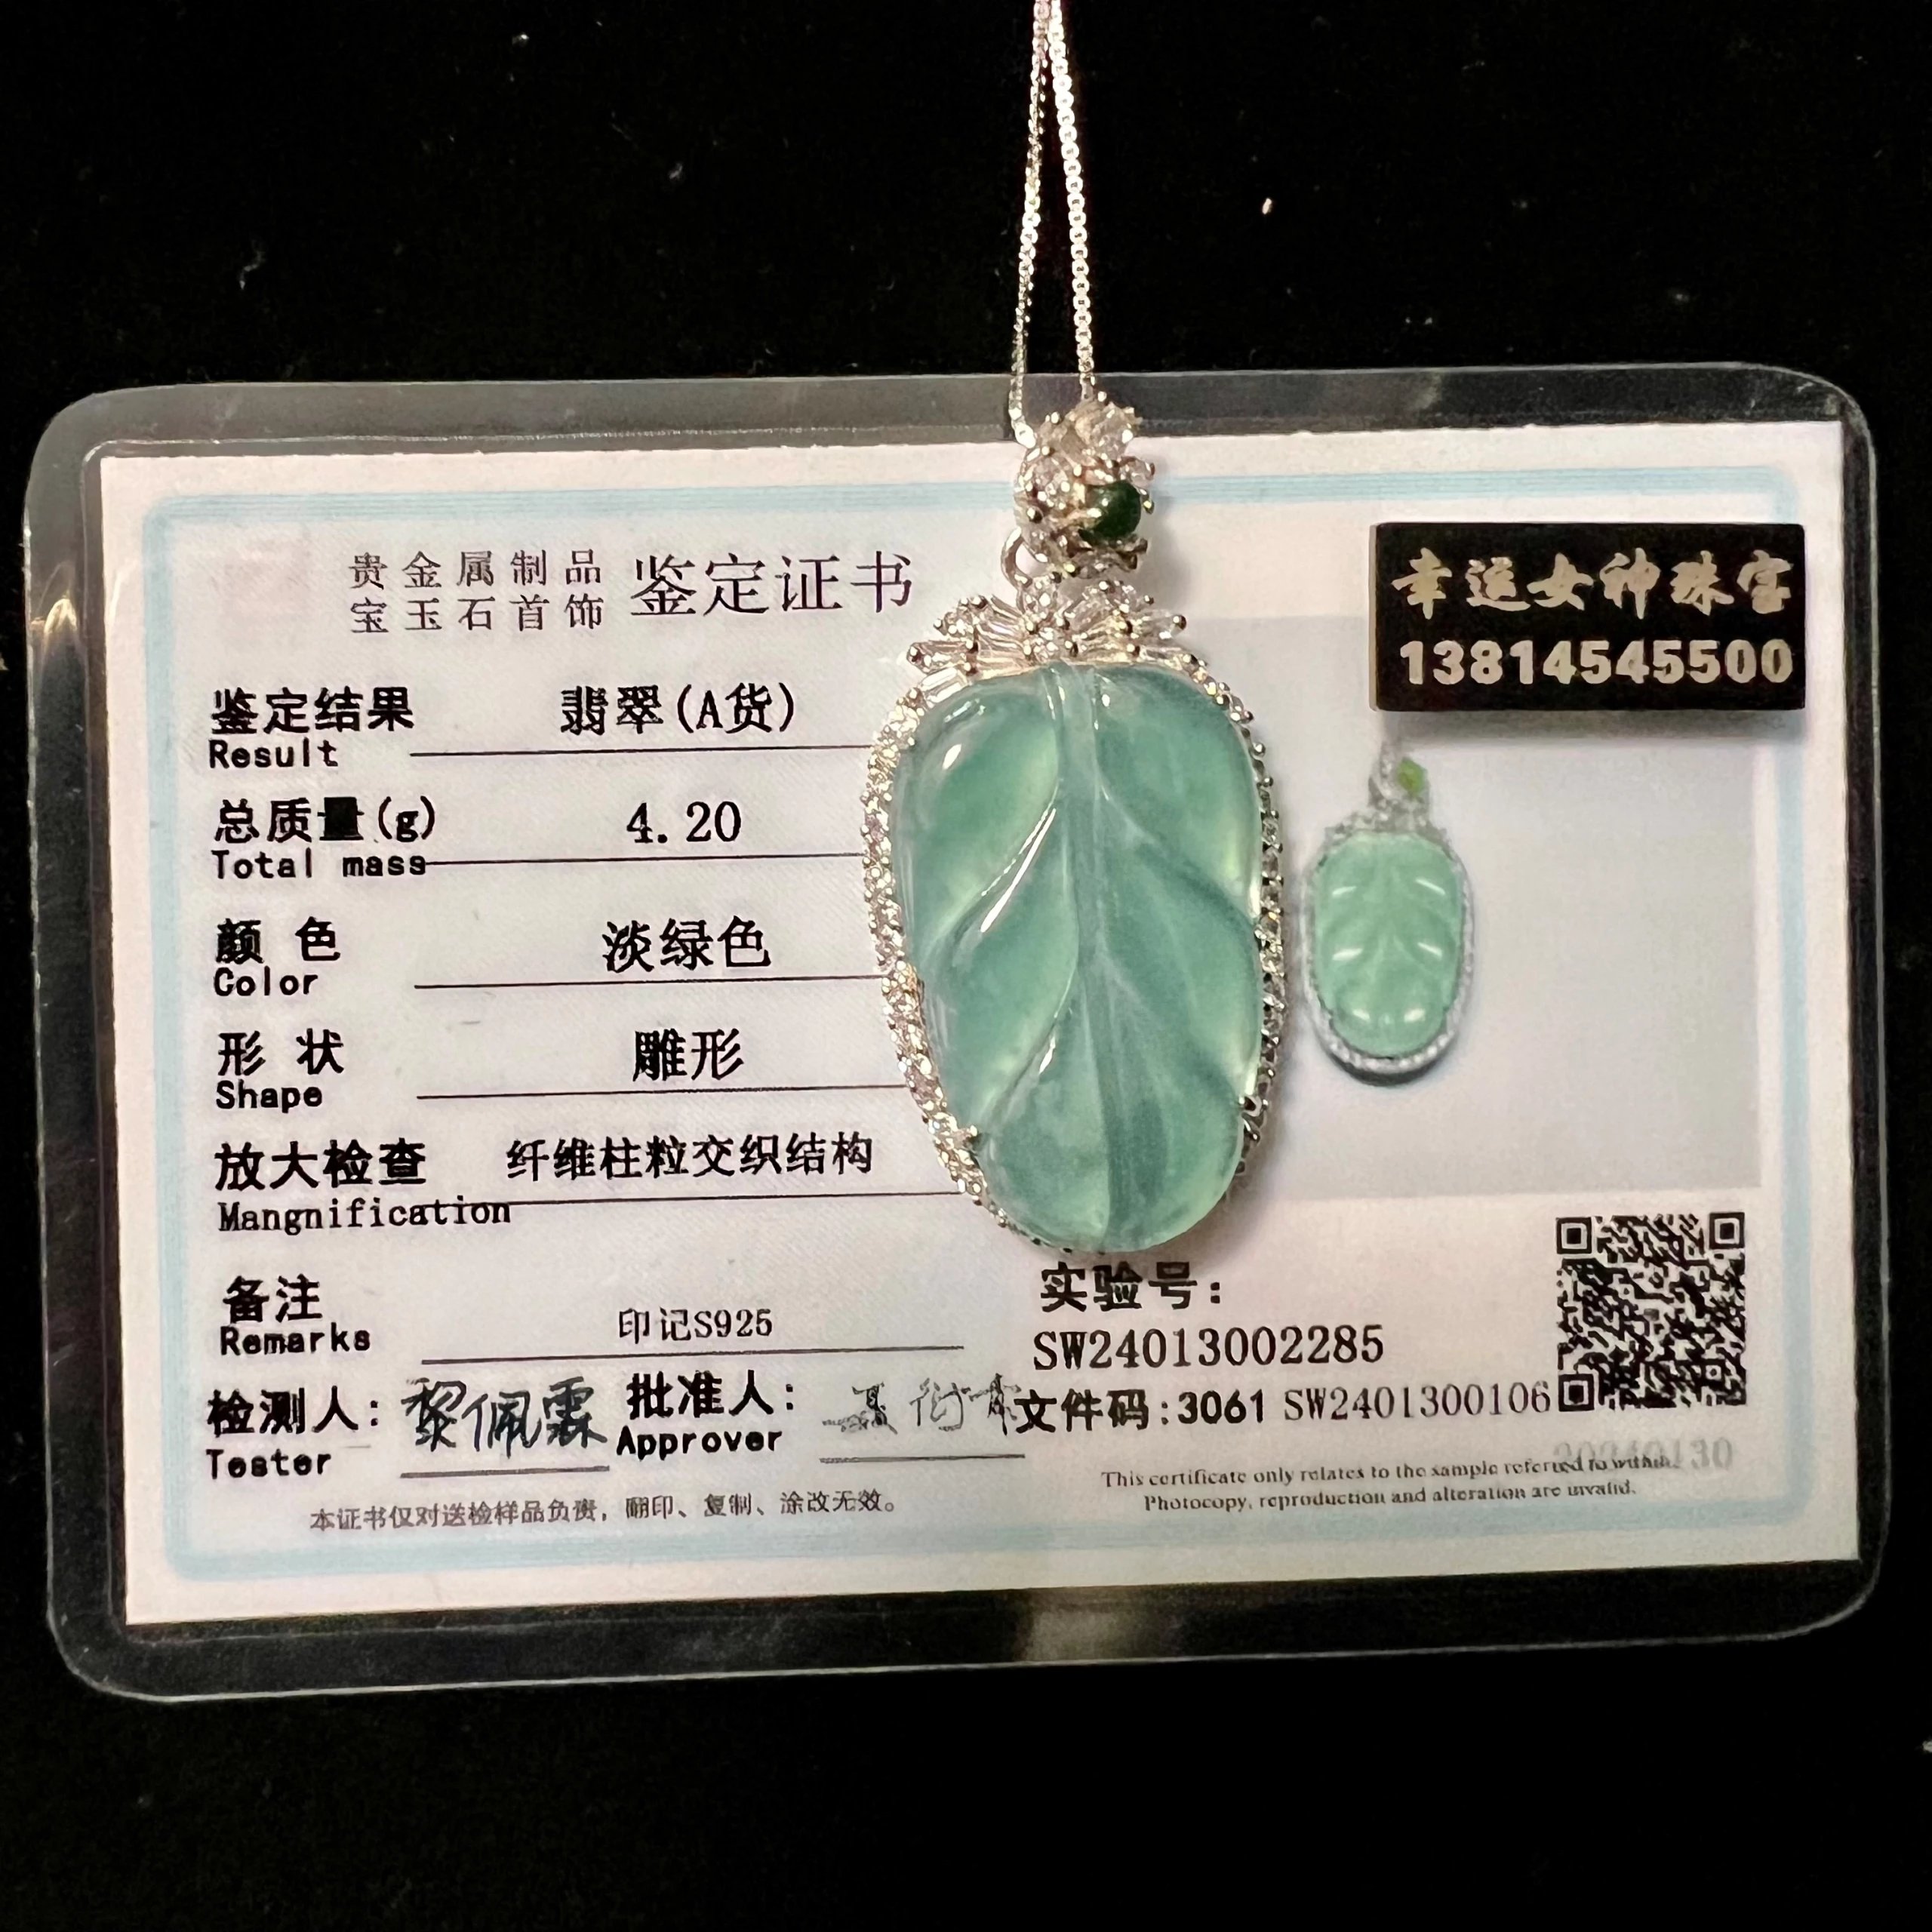 贵金属制品
宝玉石首饰
鉴定证书
幸运女神珠宝
13814545500
鉴定结果 翡翠(A货)
Result
总质量(g) 4.20
Total mass
颜 色 淡绿色
Color
形 状 雕形
Shape
放大检查 纤维柱粒交织结构
Mangnification
备注 印记S925
Remarks
实验号:
SW24013002285
检测人: 黎佩霖 批准人:
Tester Approver
文件码:3061 SW2401300106
20240130
本证书仅对送检样品负责，翻印、复制、涂改无效。
This certificate only relates to the sample referred to within.
Photocopy, reproduction and alteration are invalid.